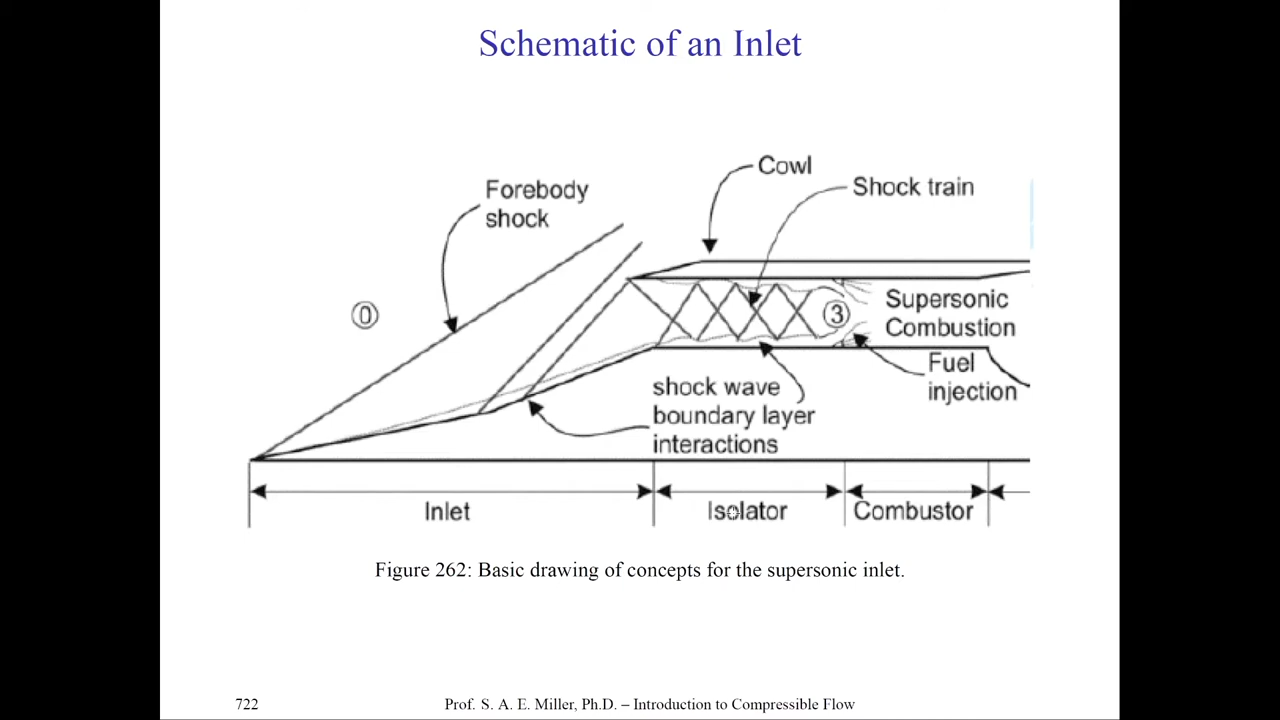 Schematic of an Inlet
Cowl
Shock train
Forebody
shock
0
3
Supersonic
Combustion
Fuel
injection
shock wave
boundary layer
interactions
Inlet
Isolator
Combustor
Figure 262: Basic drawing of concepts for the supersonic inlet.
722
Prof. S. A. E. Miller, Ph.D. – Introduction to Compressible Flow